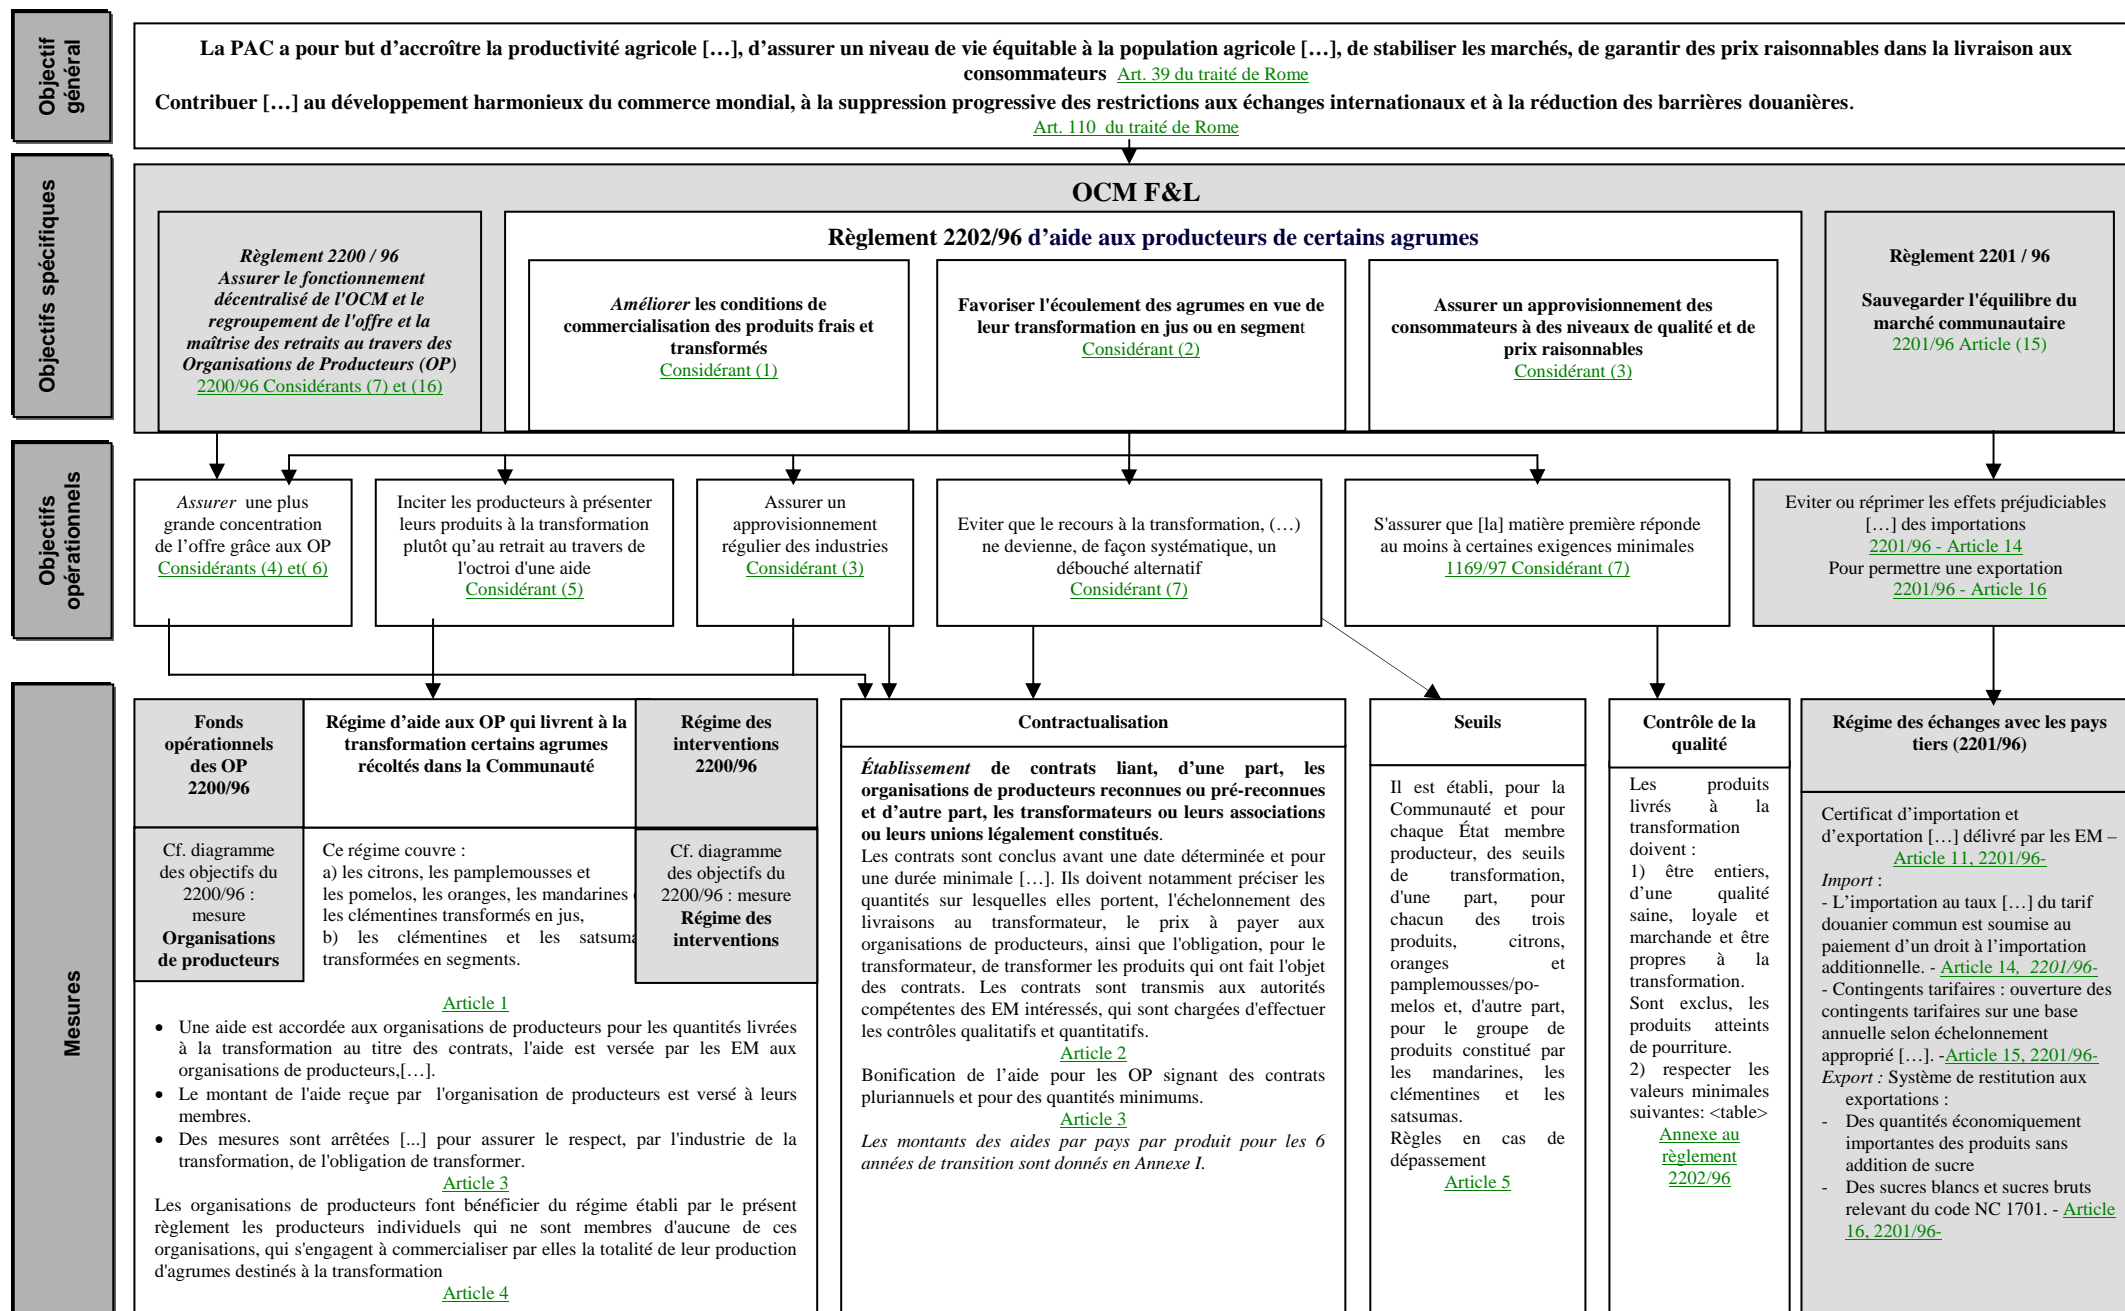 Objectif
général
La PAC a pour but d'accroître la productivité agricole […], d'assurer un niveau de vie équitable à la population agricole […], de stabiliser les marchés, de garantir des prix raisonnables dans la livraison aux
consommateurs Art. 39 du traité de Rome
Contribuer […] au développement harmonieux du commerce mondial, à la suppression progressive des restrictions aux échanges internationaux et à la réduction des barrières douanières.
Art. 110 du traité de Rome
Objectifs spécifiques
OCM F&L
Règlement 2200 / 96
Assurer le fonctionnement
décentralisé de l'OCM et le
regroupement de l'offre et la
maîtrise des retraits au travers des
Organisations de Producteurs (OP)
2200/96 Considérants (7) et (16)
Règlement 2202/96 d'aide aux producteurs de certains agrumes
Améliorer les conditions de
commercialisation des produits frais et
transformés
Considérant (1)
Favoriser l'écoulement des agrumes en vue de
leur transformation en jus ou en segment
Considérant (2)
Assurer un approvisionnement des
consommateurs à des niveaux de qualité et de
prix raisonnables
Considérant (3)
Règlement 2201 / 96
Sauvegarder l'équilibre du
marché communautaire
2201/96 Article (15)
Objectifs
opérationnels
Assurer une plus
grande concentration
de l'offre grâce aux OP
Considérants (4) et( 6)
Inciter les producteurs à présenter
leurs produits à la transformation
plutôt qu'au retrait au travers de
l'octroi d'une aide
Considérant (5)
Assurer un
approvisionnement
régulier des industries
Considérant (3)
Eviter que le recours à la transformation, (…)
ne devienne, de façon systématique, un
débouché alternatif
Considérant (7)
S'assurer que [la] matière première réponde
au moins à certaines exigences minimales
1169/97 Considérant (7)
Eviter ou réprimer les effets préjudiciables
[…] des importations
2201/96 - Article 14
Pour permettre une exportation
2201/96 - Article 16
Mesures
Fonds
opérationnels
des OP
2200/96
Cf. diagramme
des objectifs du
2200/96 :
mesure
Organisations
de producteurs
Régime d'aide aux OP qui livrent à la
transformation certains agrumes
récoltés dans la Communauté
Ce régime couvre :
a) les citrons, les pamplemousses et
les pomelos, les oranges, les mandarines
les clémentines transformés en jus,
b) les clémentines et les satsuma
transformées en segments.
Régime des
interventions
2200/96
Cf. diagramme
des objectifs du
2200/96 : mesure
Régime des
interventions
Article 1
• Une aide est accordée aux organisations de producteurs pour les quantités livrées
à la transformation au titre des contrats, l'aide est versée par les EM aux
organisations de producteurs,[…].
• Le montant de l'aide reçue par l'organisation de producteurs est versé à leurs
membres.
• Des mesures sont arrêtées [...] pour assurer le respect, par l'industrie de la
transformation, de l'obligation de transformer.
Article 3
Les organisations de producteurs font bénéficier du régime établi par le présent
règlement les producteurs individuels qui ne sont membres d'aucune de ces
organisations, qui s'engagent à commercialiser par elles la totalité de leur production
d'agrumes destinés à la transformation
Article 4
Contractualisation
Établissement de contrats liant, d'une part, les
organisations de producteurs reconnues ou pré-reconnues
et d'autre part, les transformateurs ou leurs associations
ou leurs unions légalement constitués.
Les contrats sont conclus avant une date déterminée et pour
une durée minimale […]. Ils doivent notamment préciser les
quantités sur lesquelles elles portent, l'échelonnement des
livraisons au transformateur, le prix à payer aux
organisations de producteurs, ainsi que l'obligation, pour le
transformateur, de transformer les produits qui ont fait l'objet
des contrats. Les contrats sont transmis aux autorités
compétentes des EM intéressés, qui sont chargées d'effectuer
les contrôles qualitatifs et quantitatifs.
Article 2
Bonification de l'aide pour les OP signant des contrats
pluriannuels et pour des quantités minimums.
Article 3
Les montants des aides par pays par produit pour les 6
années de transition sont donnés en Annexe I.
Seuils
Il est établi, pour la
Communauté et pour
chaque État membre
producteur, des seuils
de transformation,
d'une part, pour
chacun des trois
produits, citrons,
oranges et
pamplemousses/po-
melos et, d'autre part,
pour le groupe de
produits constitué par
les mandarines, les
clémentines et les
satsumas.
Règles en cas de
dépassement
Article 5
Contrôle de la
qualité
Les produits
livrés à la
transformation
doivent :
1) être entiers,
d'une qualité
saine, loyale et
marchande et être
propres à la
transformation.
Sont exclus, les
produits atteints
de pourriture.
2) respecter les
valeurs minimales
suivantes: <table>
Annexe au
règlement
2202/96
Régime des échanges avec les pays
tiers (2201/96)
Certificat d'importation et
d'exportation […] délivré par les EM –
Article 11, 2201/96-
Import :
- L'importation au taux […] du tarif
douanier commun est soumise au
paiement d'un droit à l'importation
additionnelle. - Article 14, 2201/96-
- Contingents tarifaires : ouverture des
contingents tarifaires sur une base
annuelle selon échelonnement
approprié […]. -Article 15, 2201/96-
Export : Système de restitution aux
exportations :
- Des quantités économiquement
importantes des produits sans
addition de sucre
- Des sucres blancs et sucres bruts
relevant du code NC 1701. - Article
16, 2201/96-